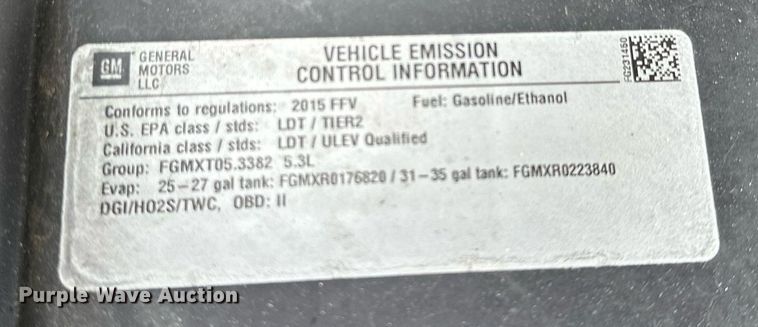 GM
GENERAL
MOTORS
LLC
VEHICLE EMISSION
CONTROL INFORMATION
FG231450
Conforms to regulations: 2015 FFV Fuel: Gasoline/Ethanol
U.S. EPA class / stds: LDT / TIER2
California class / stds: LDT / ULEV Qualified
Group: FGMXT05.3382 5.3L
Evap: 25-27 gal tank: FGMXR0176820 / 31-35 gal tank: FGMXR0223840
DGI/HO2S/TWC, OBD: II
Purple Wave Auction